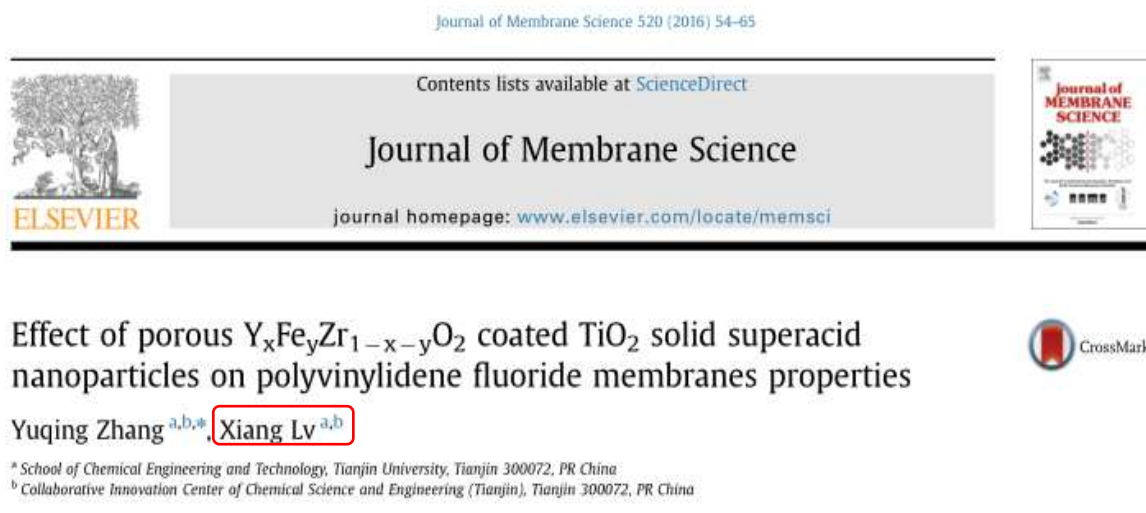 Journal of Membrane Science 520 (2016) 54–65
Contents lists available at ScienceDirect
Journal of Membrane Science
journal homepage: www.elsevier.com/locate/memsci
ELSEVIER
journal of
MEMBRANE
SCIENCE
Effect of porous YₓFeᵧZr₁₋ₓ₋ᵧO₂ coated TiO₂ solid superacid
nanoparticles on polyvinylidene fluoride membranes properties
CrossMark
Yuqing Zhang a,b,*, Xiang Lv a,b
a School of Chemical Engineering and Technology, Tianjin University, Tianjin 300072, PR China
b Collaborative Innovation Center of Chemical Science and Engineering (Tianjin), Tianjin 300072, PR China